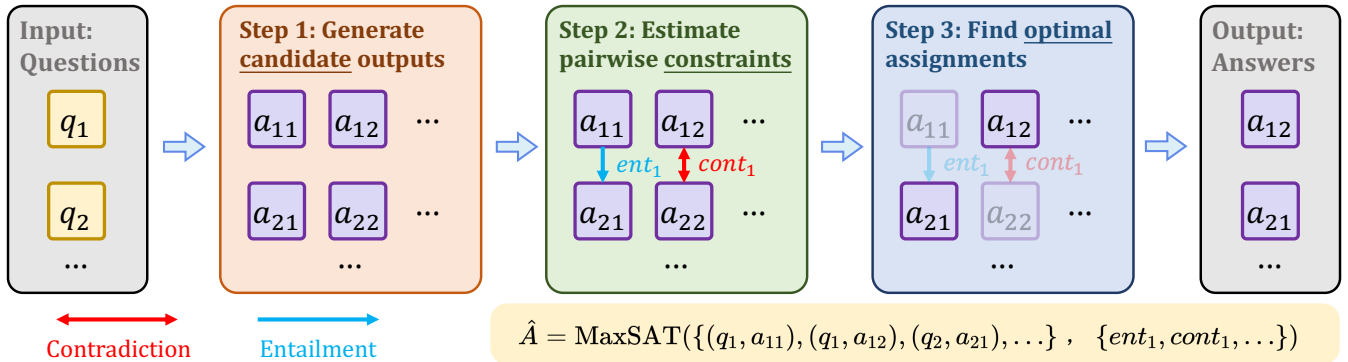 Input:
Questions
q₁
q₂
...
Step 1: Generate
candidate outputs
a₁₁ a₁₂ ...
a₂₁ a₂₂ ...
...
Step 2: Estimate
pairwise constraints
a₁₁ a₁₂ ...
ent₁ cont₁
a₂₁ a₂₂ ...
...
Step 3: Find optimal
assignments
a₁₁ a₁₂ ...
ent₁ cont₁
a₂₁ a₂₂ ...
...
Output:
Answers
a₁₂
a₂₁
...
Contradiction
Entailment
Â = MaxSAT({(q₁, a₁₁), (q₁, a₁₂), (q₂, a₂₁), …} , {ent₁, cont₁, …})